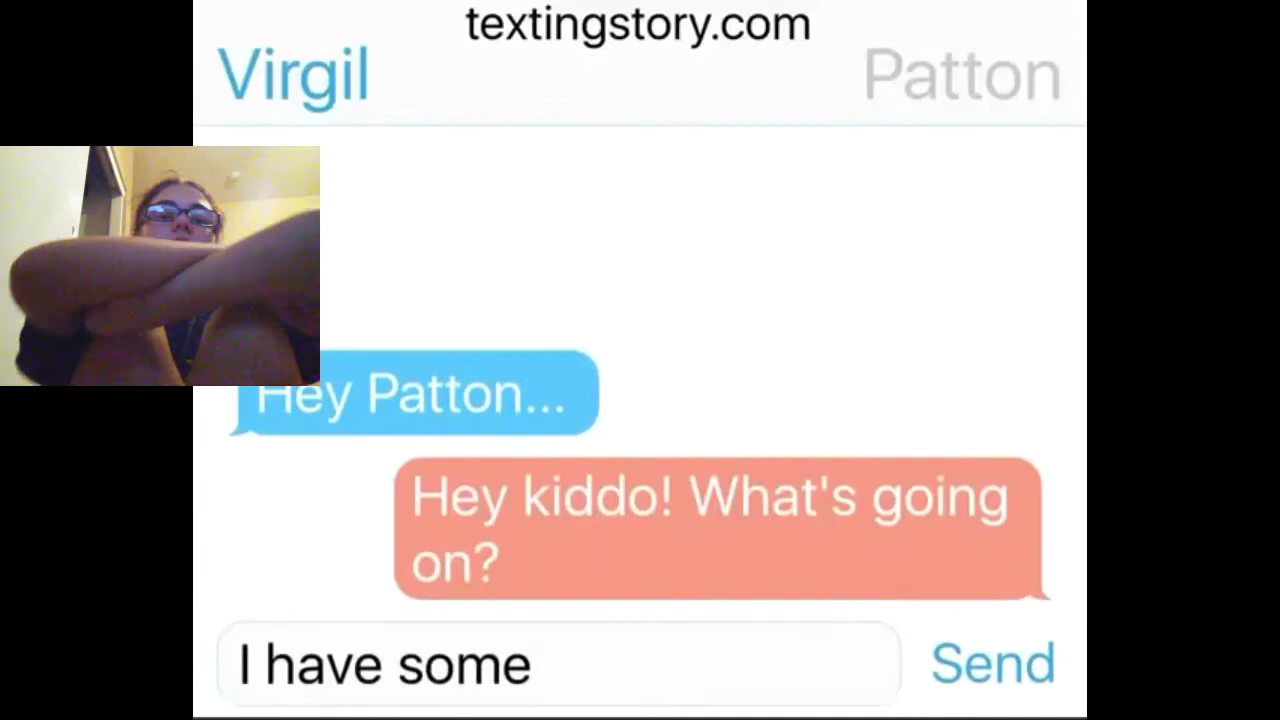 textingstory.com
Virgil Patton
Hey Patton...
Hey kiddo! What's going
on?
I have some Send